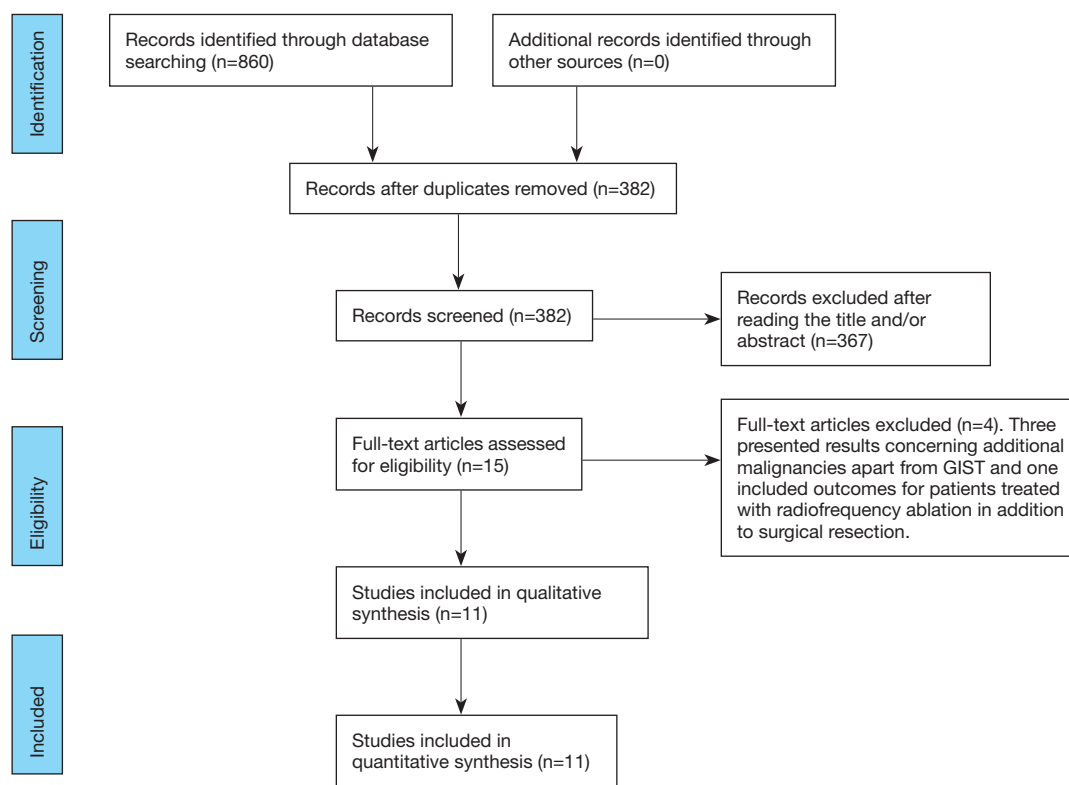 Identification
Records identified through database
searching (n=860)
Additional records identified through
other sources (n=0)
Records after duplicates removed (n=382)
Screening
Records screened (n=382)
Records excluded after
reading the title and/or
abstract (n=367)
Eligibility
Full-text articles assessed
for eligibility (n=15)
Full-text articles excluded (n=4). Three
presented results concerning additional
malignancies apart from GIST and one
included outcomes for patients treated
with radiofrequency ablation in addition
to surgical resection.
Studies included in qualitative
synthesis (n=11)
Included
Studies included in
quantitative synthesis (n=11)